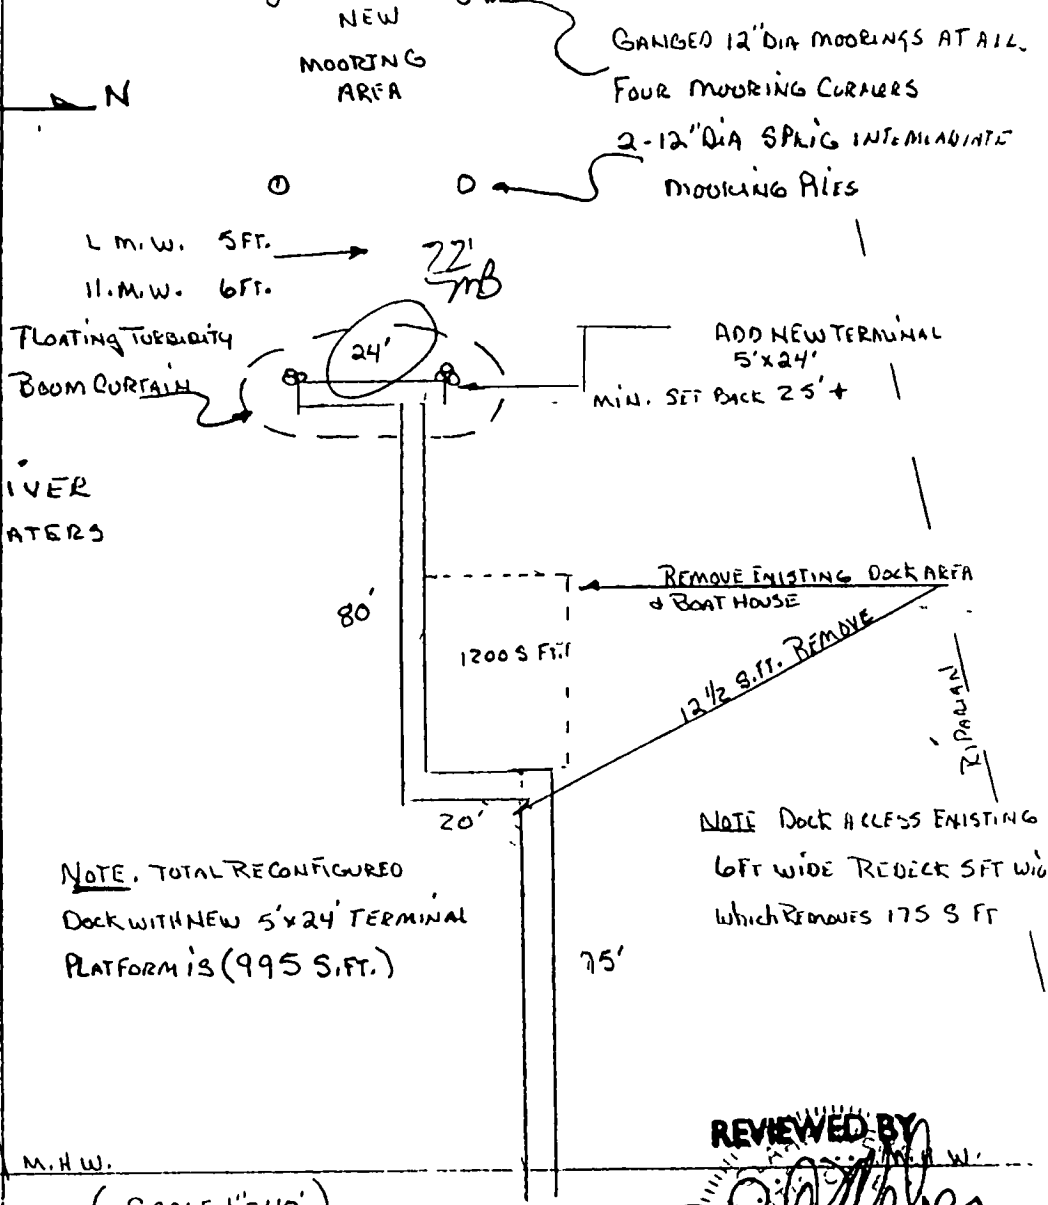 NEW
MOORING
AREA
GANGED 12" DIA MOORINGS AT ALL
FOUR MOORING CORNERS
N
2-12" DIA SPRIG INTERMEDIATE
MOORING PILES
L M.W. 5FT.
H.M.W. 6FT.
22'
MB
FLOATING TURBIDITY
BOOM CURTAIN
24'
ADD NEW TERMINAL
5'x24'
MIN. SET BACK 25'+
IVER
ATERS
REMOVE EXISTING DOCK AREA
& BOAT HOUSE
80'
1200 S FT.
12 1/2 S.FT. REMOVE
RIPARIAN
20'
NOTE DOCK ACCESS EXISTING
6FT WIDE REDECK 5FT WID
WHICH REMOVES 175 S FT
NOTE. TOTAL RECONFIGURED
DOCK WITH NEW 5'x24' TERMINAL
PLATFORM IS (995 S.FT.)
75'
REVIEWED BY
M.H.W.
M.H.W.